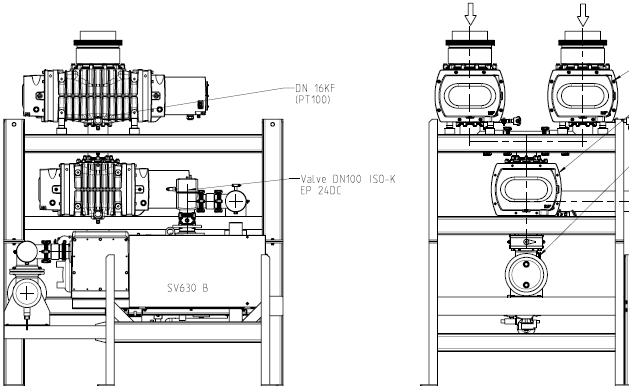 DN 16KF
(PT100)
Valve DN100 ISO-K
EP 24DC
SV630 B